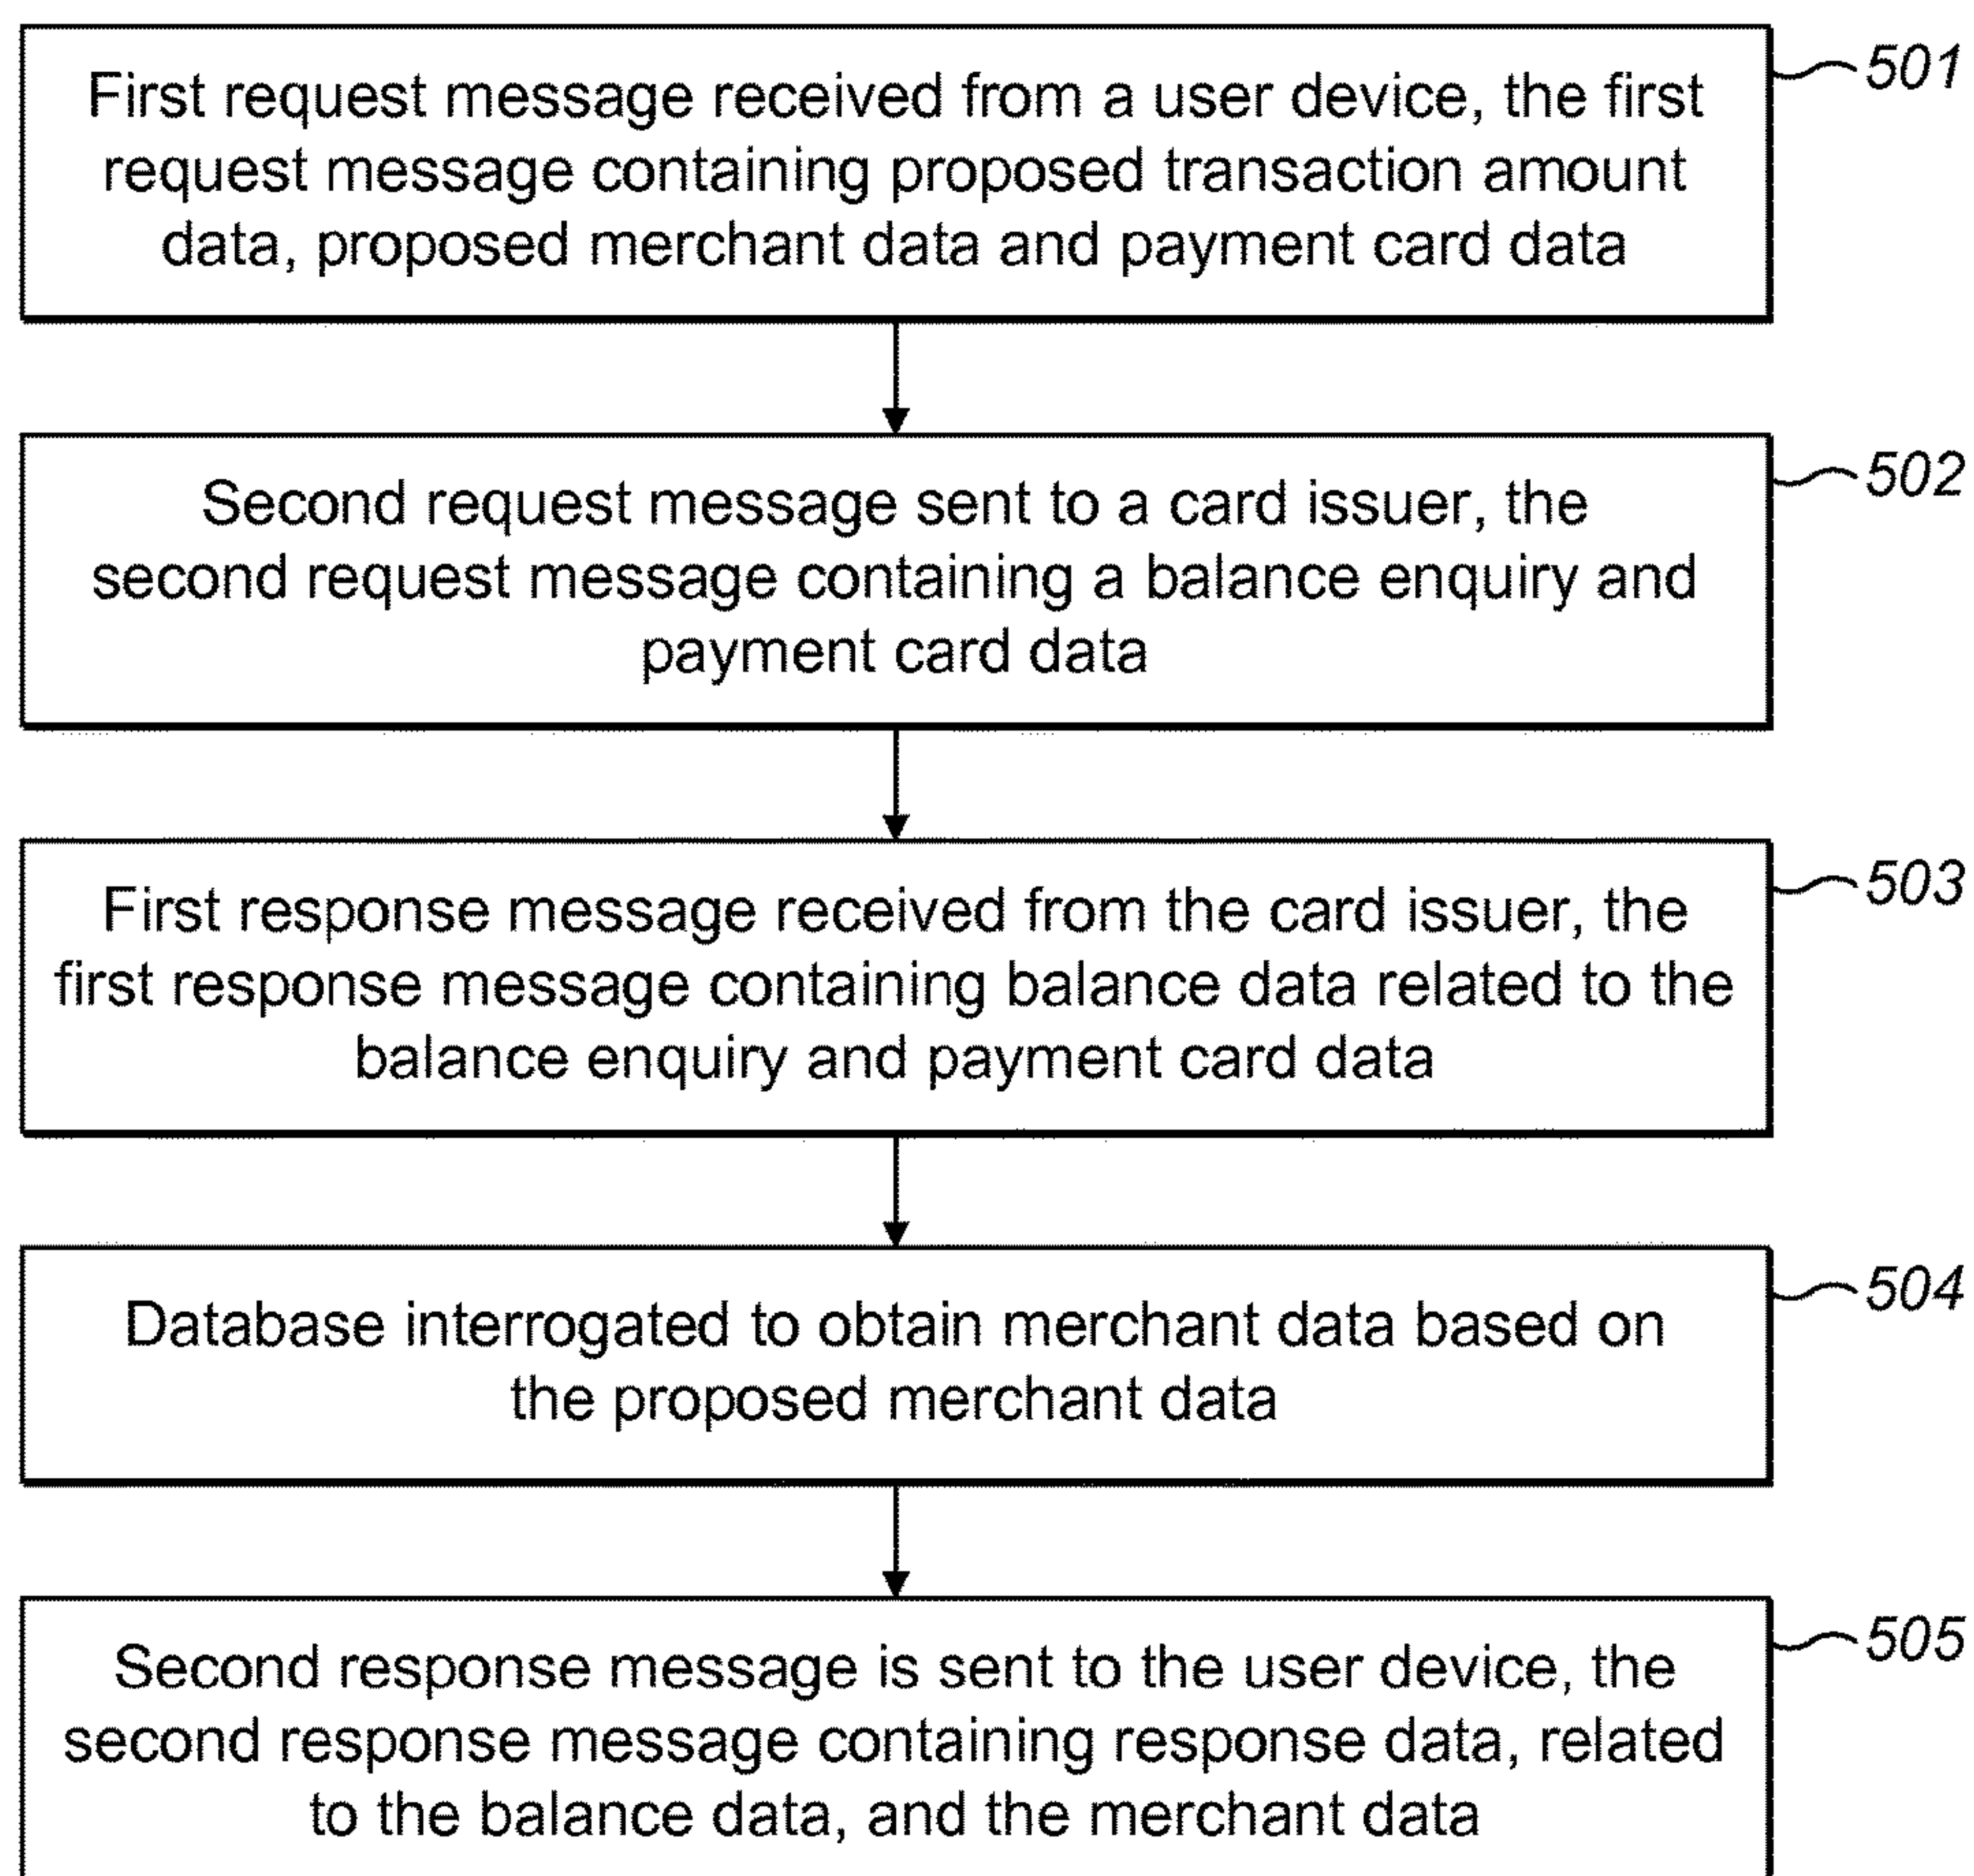 First request message received from a user device, the first
request message containing proposed transaction amount
data, proposed merchant data and payment card data
501
Second request message sent to a card issuer, the
second request message containing a balance enquiry and
payment card data
502
First response message received from the card issuer, the
first response message containing balance data related to the
balance enquiry and payment card data
503
Database interrogated to obtain merchant data based on
the proposed merchant data
504
Second response message is sent to the user device, the
second response message containing response data, related
to the balance data, and the merchant data
505